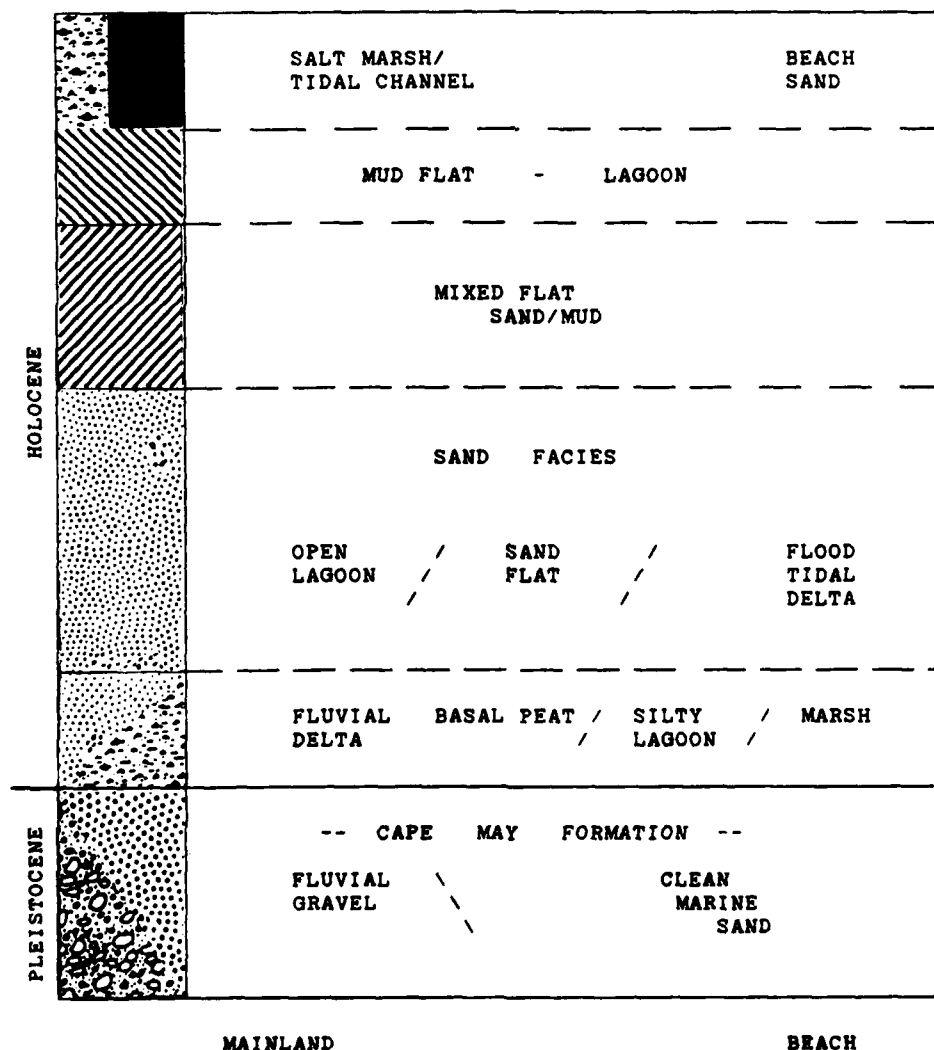 SALT MARSH/ BEACH
TIDAL CHANNEL SAND
MUD FLAT - LAGOON
MIXED FLAT
SAND/MUD
HOLOCENE
SAND FACIES
OPEN / SAND / FLOOD
LAGOON / FLAT / TIDAL
/ / DELTA
FLUVIAL BASAL PEAT / SILTY / MARSH
DELTA / LAGOON /
PLEISTOCENE
-- CAPE MAY FORMATION --
FLUVIAL \ CLEAN
GRAVEL \ MARINE
\ SAND
MAINLAND BEACH